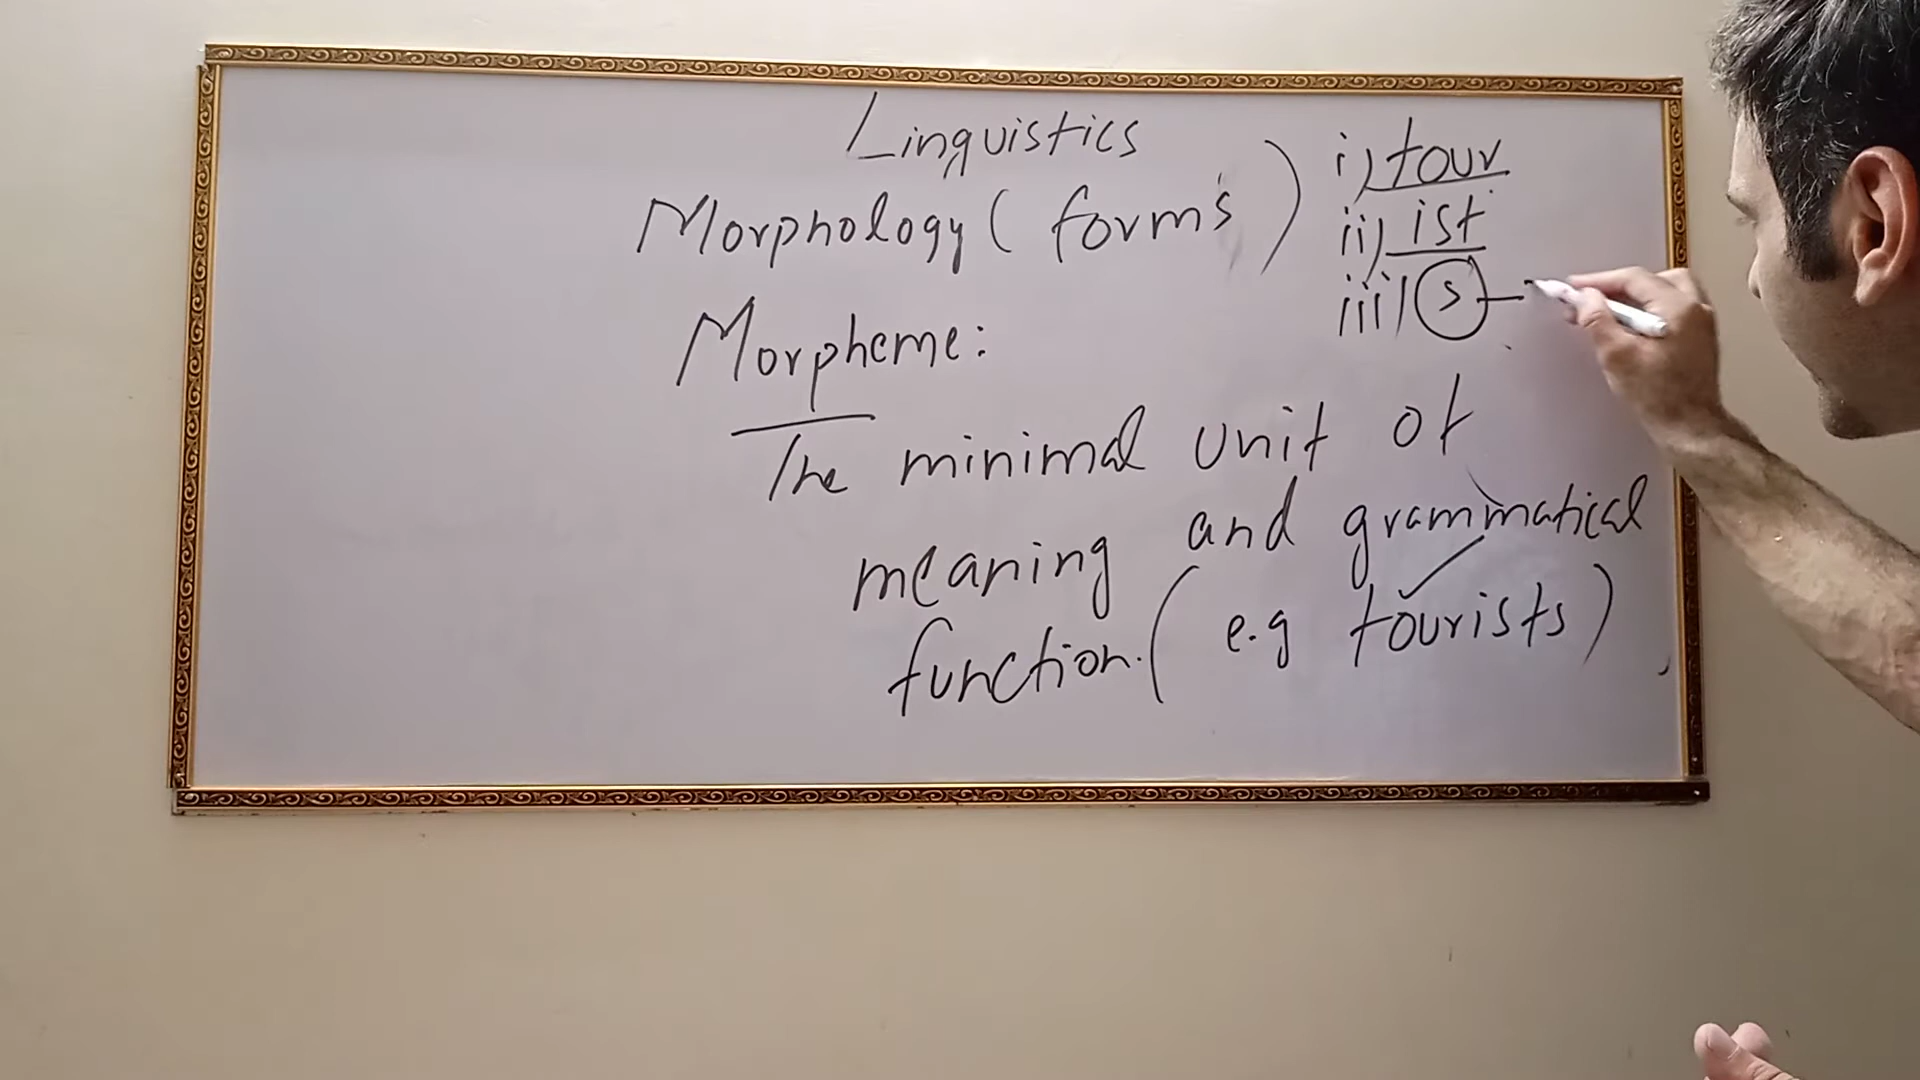 Linguistics
Morphology (forms)
Morpheme:
The minimal unit of
meaning and grammatical
function. (e.g tourists)
i) tour
ii) ist
iii) s